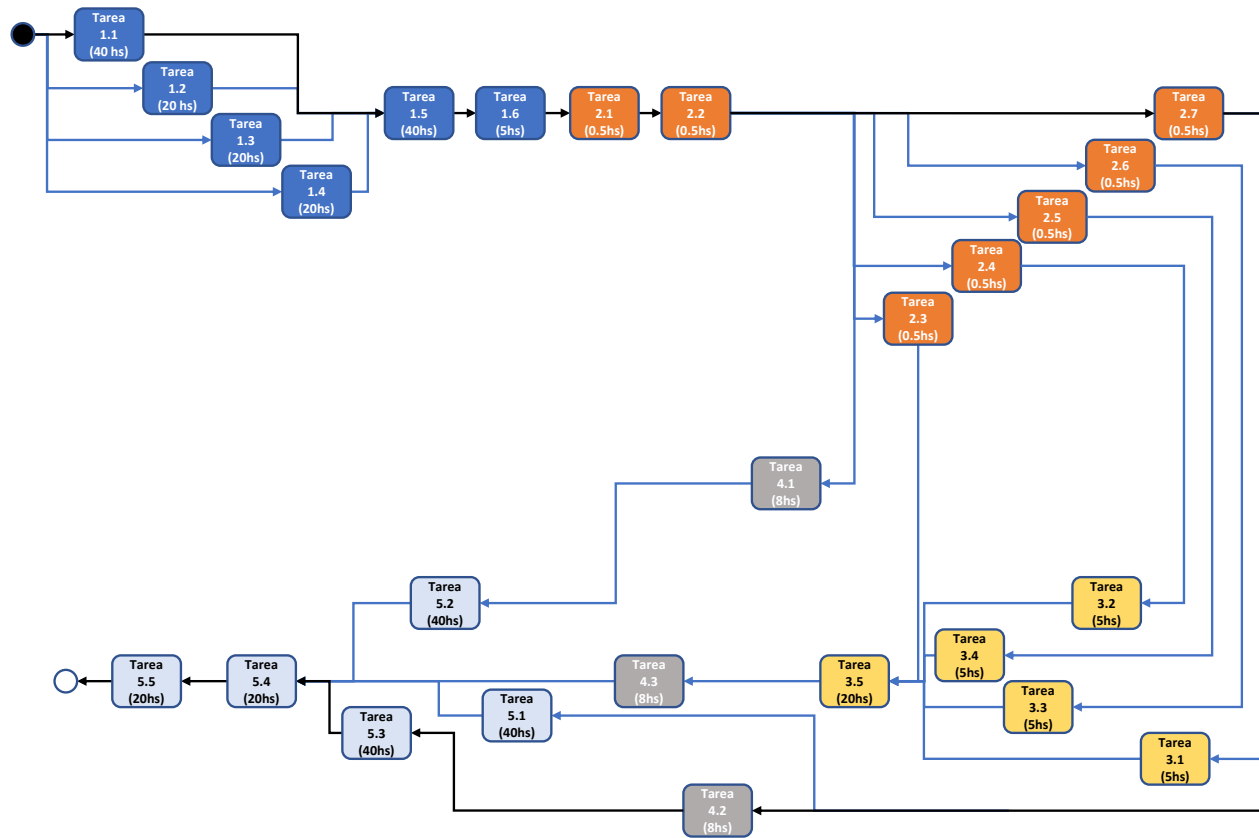 Tarea
1.1
(40 hs)
Tarea
1.2
(20 hs)
Tarea
1.3
(20hs)
Tarea
1.4
(20hs)
Tarea
1.5
(40hs)
Tarea
1.6
(5hs)
Tarea
2.1
(0.5hs)
Tarea
2.2
(0.5hs)
Tarea
2.7
(0.5hs)
Tarea
2.6
(0.5hs)
Tarea
2.5
(0.5hs)
Tarea
2.4
(0.5hs)
Tarea
2.3
(0.5hs)
Tarea
4.1
(8hs)
Tarea
5.2
(40hs)
Tarea
3.2
(5hs)
Tarea
5.5
(20hs)
Tarea
5.4
(20hs)
Tarea
4.3
(8hs)
Tarea
3.5
(20hs)
Tarea
3.4
(5hs)
Tarea
3.3
(5hs)
Tarea
5.3
(40hs)
Tarea
5.1
(40hs)
Tarea
3.1
(5hs)
Tarea
4.2
(8hs)